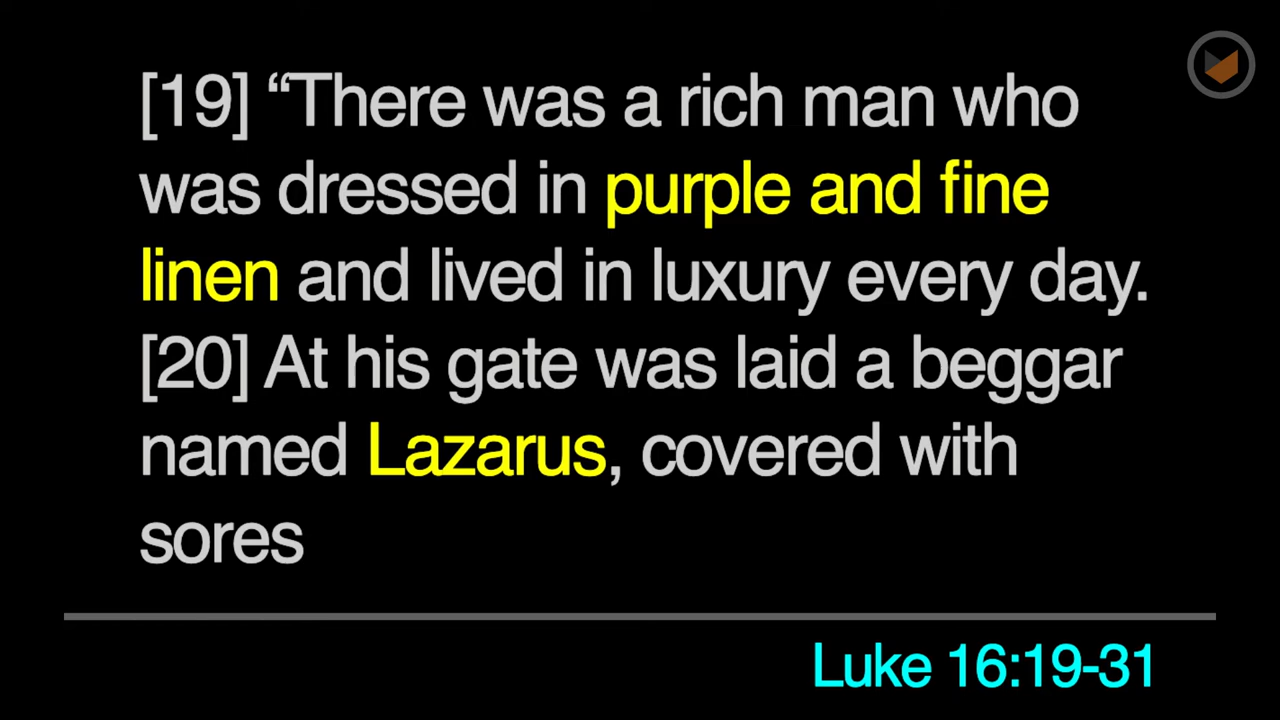 [19] “There was a rich man who
was dressed in purple and fine
linen and lived in luxury every day.
[20] At his gate was laid a beggar
named Lazarus, covered with
sores
Luke 16:19-31